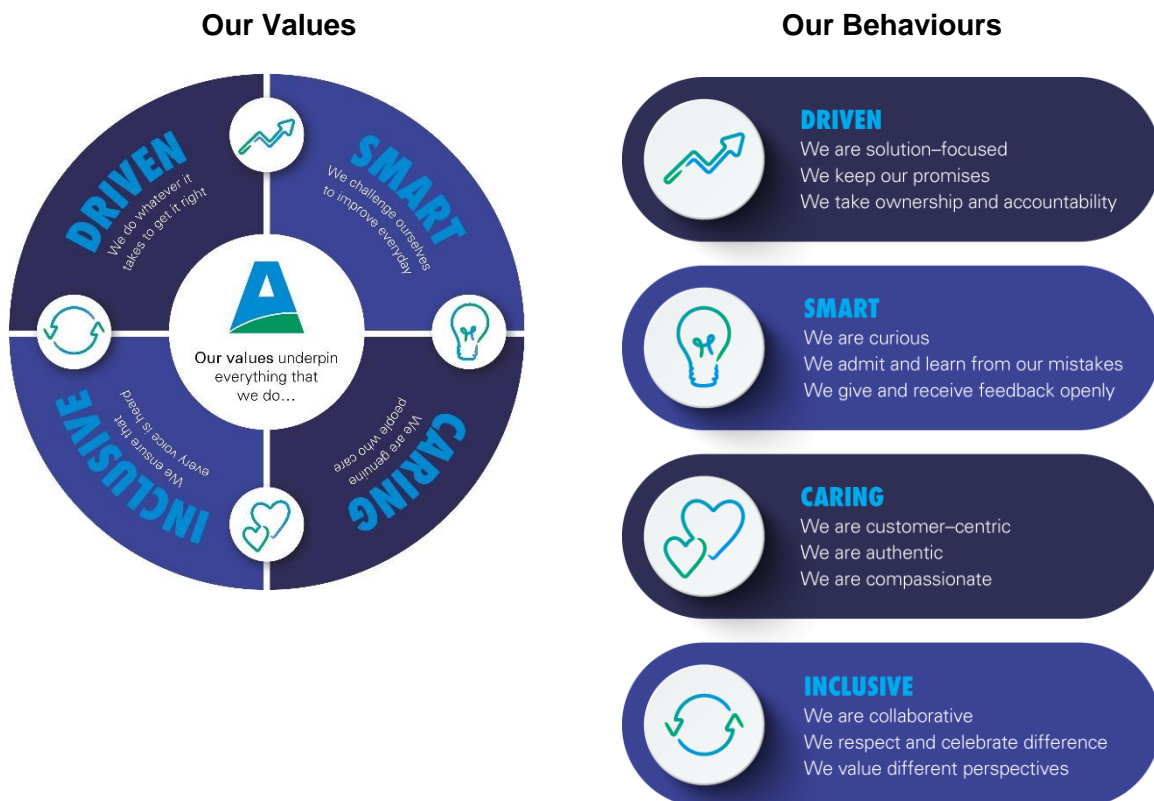 Our Values
DRIVEN
We do whatever it
takes to get it right
SMART
We challenge ourselves
to improve everyday
Our values underpin
everything that
we do...
INCLUSIVE
We ensure that
every voice is heard
CARING
We are genuine
people who care
Our Behaviours
DRIVEN
We are solution–focused
We keep our promises
We take ownership and accountability
SMART
We are curious
We admit and learn from our mistakes
We give and receive feedback openly
CARING
We are customer–centric
We are authentic
We are compassionate
INCLUSIVE
We are collaborative
We respect and celebrate difference
We value different perspectives